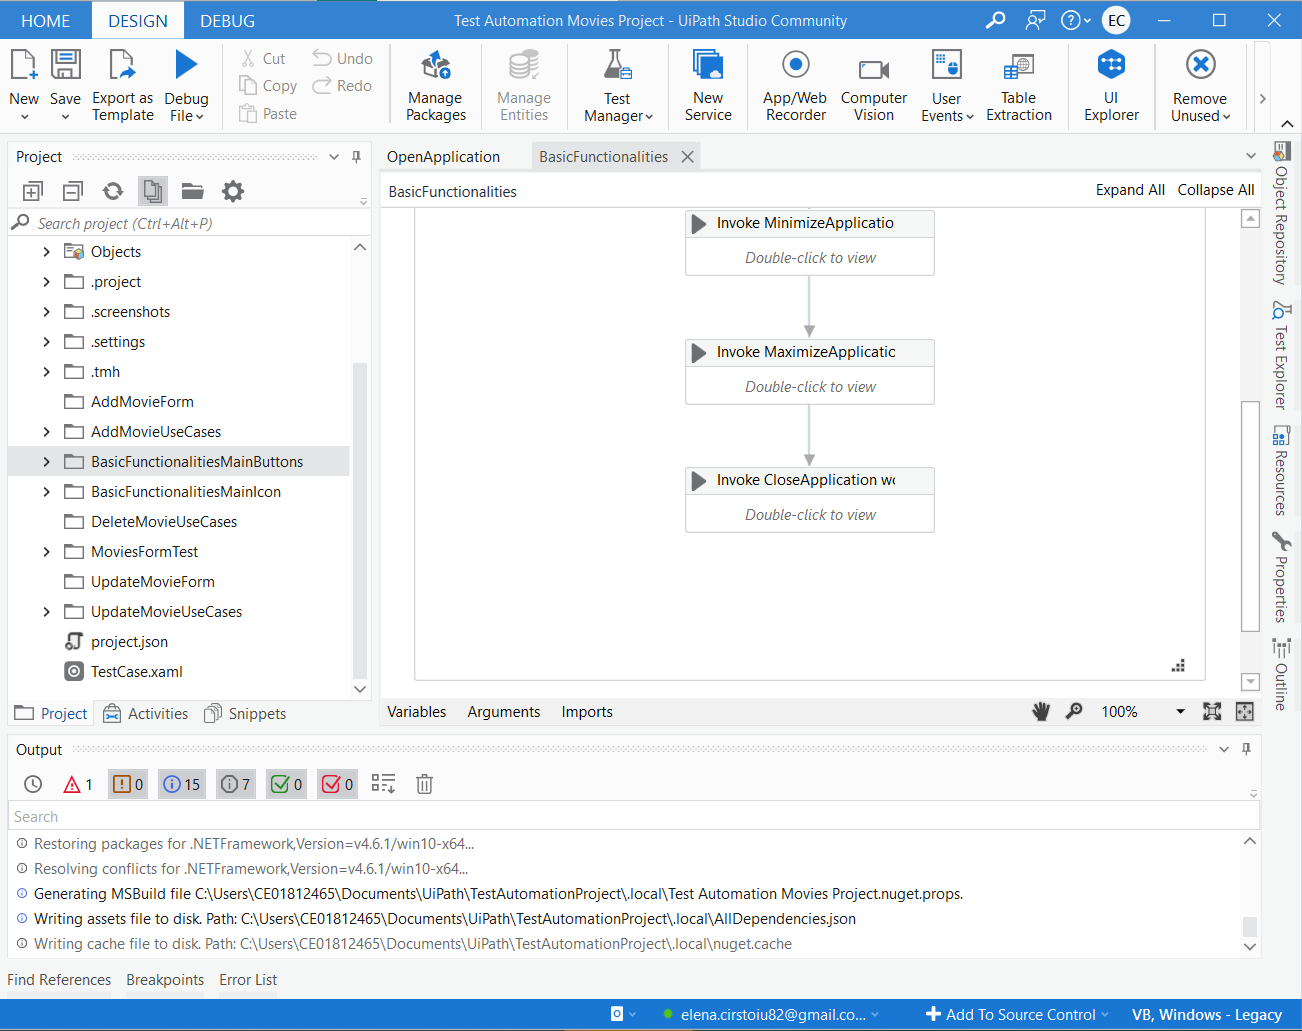 HOME DESIGN DEBUG Test Automation Movies Project - UiPath Studio Community EC
New Save Export as Template Debug File Cut Copy Paste Undo Redo Manage Packages Manage Entities Test Manager New Service App/Web Recorder Computer Vision User Events Table Extraction UI Explorer Remove Unused
Project
Search project (Ctrl+Alt+P)
Objects
.project
.screenshots
.settings
.tmh
AddMovieForm
AddMovieUseCases
BasicFunctionalitiesMainButtons
BasicFunctionalitiesMainIcon
DeleteMovieUseCases
MoviesFormTest
UpdateMovieForm
UpdateMovieUseCases
project.json
TestCase.xaml
Project Activities Snippets
OpenApplication BasicFunctionalities
BasicFunctionalities Expand All Collapse All
Invoke MinimizeApplicatio
Double-click to view
Invoke MaximizeApplicatic
Double-click to view
Invoke CloseApplication wc
Double-click to view
Variables Arguments Imports 100%
Object Repository
Test Explorer
Resources
Properties
Outline
Output
1 0 15 7 0 0
Search
Restoring packages for .NETFramework,Version=v4.6.1/win10-x64...
Resolving conflicts for .NETFramework,Version=v4.6.1/win10-x64...
Generating MSBuild file C:\Users\CE01812465\Documents\UiPath\TestAutomationProject\.local\Test Automation Movies Project.nuget.props.
Writing assets file to disk. Path: C:\Users\CE01812465\Documents\UiPath\TestAutomationProject\.local\AllDependencies.json
Writing cache file to disk. Path: C:\Users\CE01812465\Documents\UiPath\TestAutomationProject\.local\nuget.cache
Find References Breakpoints Error List
elena.cirstoiu82@gmail.co... Add To Source Control VB, Windows - Legacy